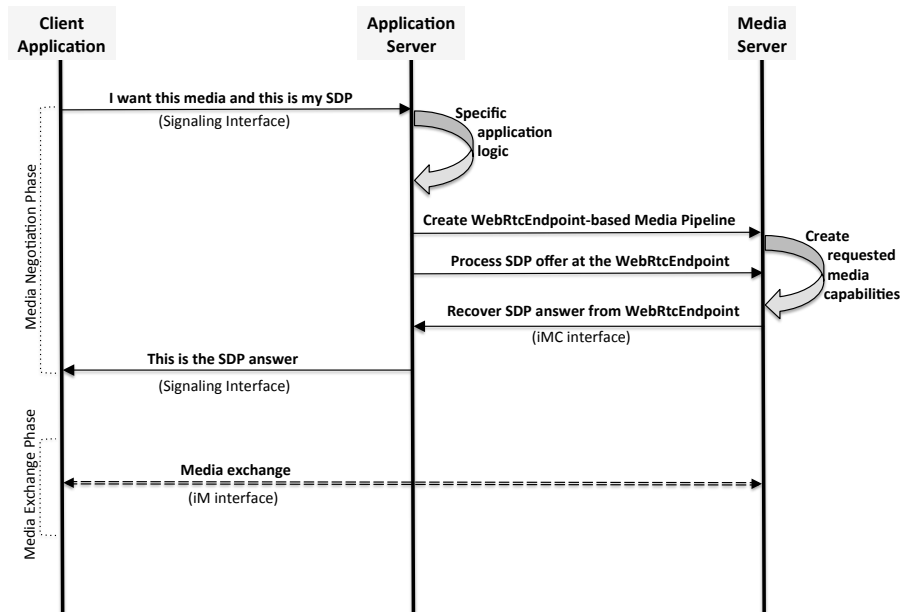 Client
Application
Application
Server
Media
Server
I want this media and this is my SDP
(Signaling Interface)
Specific
application
logic
Media Negotiation Phase
Create WebRtcEndpoint-based Media Pipeline
Create
requested
media
capabilities
Process SDP offer at the WebRtcEndpoint
Recover SDP answer from WebRtcEndpoint
(iMC interface)
This is the SDP answer
(Signaling Interface)
Media Exchange Phase
Media exchange
(iM interface)